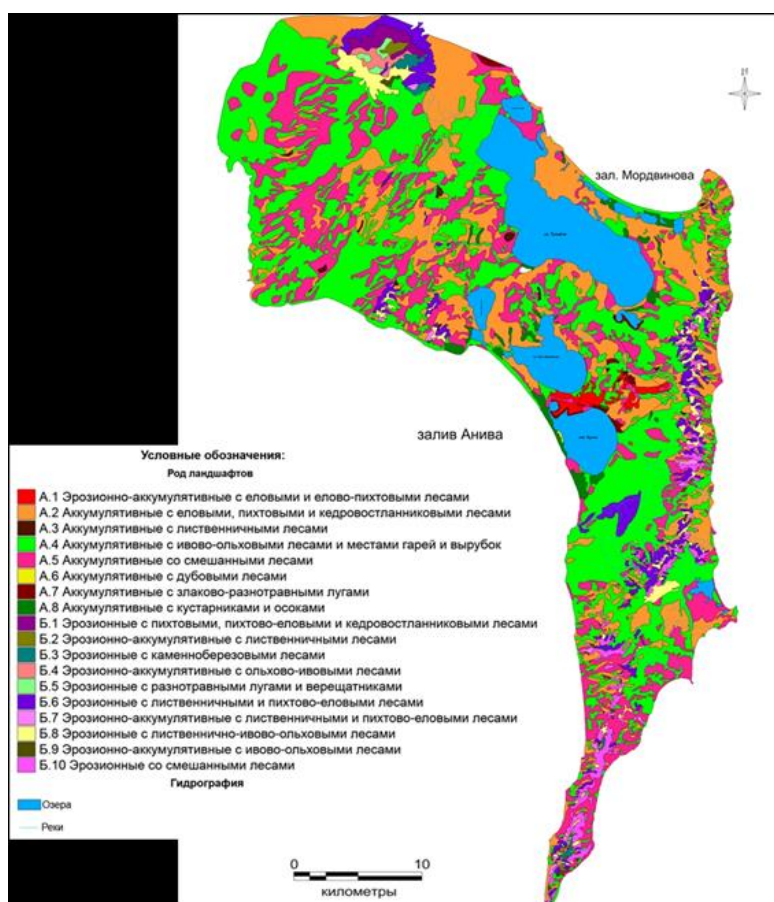 зал. Мордвинова
залив Анива
Условные обозначения:
Род ландшафтов
А.1 Эрозионно-аккумулятивные с еловыми и елово-пихтовыми лесами
А.2 Аккумулятивные с еловыми, пихтовыми и кедровостланниковыми лесами
А.3 Аккумулятивные с лиственничными лесами
А.4 Аккумулятивные с ивово-ольховыми лесами и местами гарей и вырубок
А.5 Аккумулятивные со смешанными лесами
А.6 Аккумулятивные с дубовыми лесами
А.7 Аккумулятивные с злаково-разнотравными лугами
А.8 Аккумулятивные с кустарниками и осоками
Б.1 Эрозионные с пихтовыми, пихтово-еловыми и кедровостланниковыми лесами
Б.2 Эрозионно-аккумулятивные с лиственничными лесами
Б.3 Эрозионные с каменноберезовыми лесами
Б.4 Эрозионно-аккумулятивные с ольхово-ивовыми лесами
Б.5 Эрозионные с разнотравными лугами и верещатниками
Б.6 Эрозионные с лиственничными и пихтово-еловыми лесами
Б.7 Эрозионно-аккумулятивные с лиственничными и пихтово-еловыми лесами
Б.8 Эрозионные с лиственнично-ивово-ольховыми лесами
Б.9 Эрозионно-аккумулятивные с ивово-ольховыми лесами
Б.10 Эрозионные со смешанными лесами
Гидрография
Озера
Реки
0 10
километры